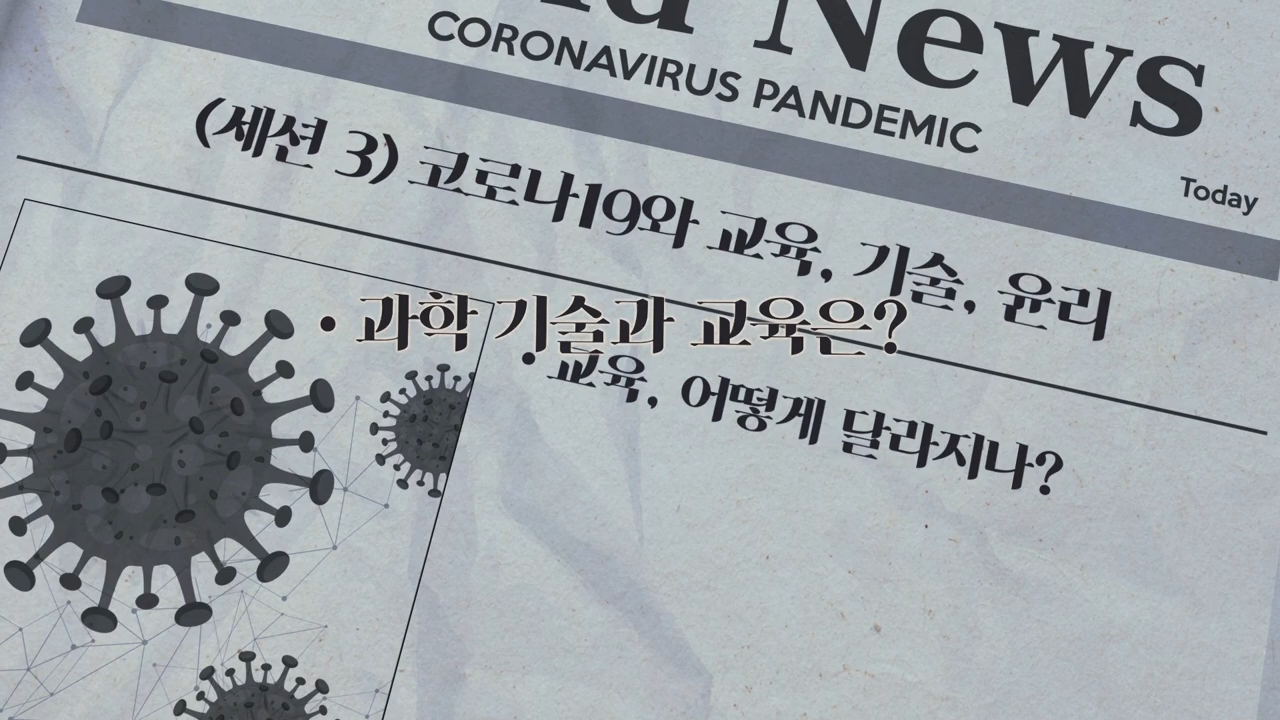 News
CORONAVIRUS PANDEMIC
Today
(세션 3) 코로나19와 교육, 기술, 윤리
• 과학 기술과 교육은?
• 교육, 어떻게 달라지나?